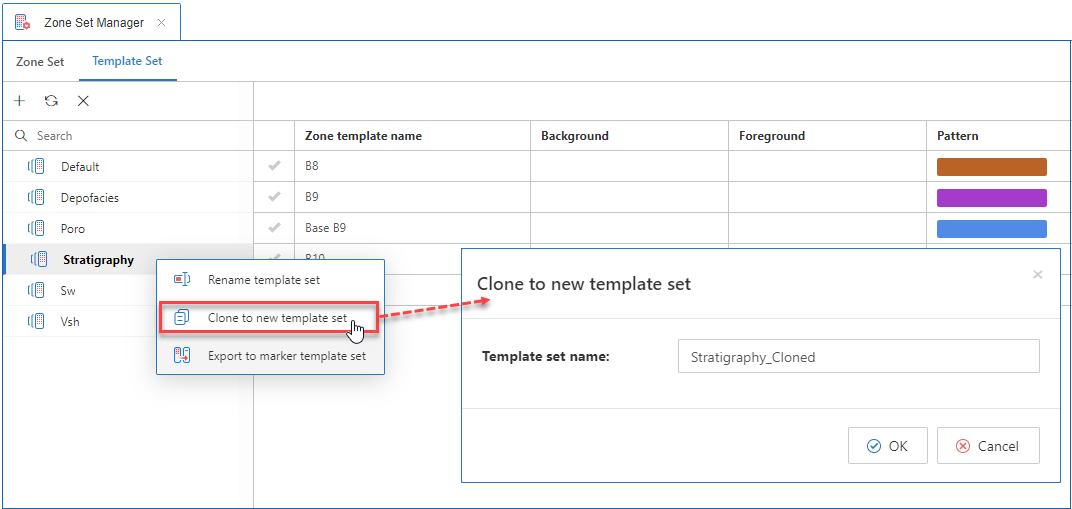 Zone Set Manager
Zone Set Template Set
Search
Zone template name Background Foreground Pattern
Default
Depofacies
Poro
Stratigraphy
Sw
Vsh
B8
B9
Base B9
B10
Rename template set
Clone to new template set
Export to marker template set
Clone to new template set
Template set name: Stratigraphy_Cloned
OK Cancel